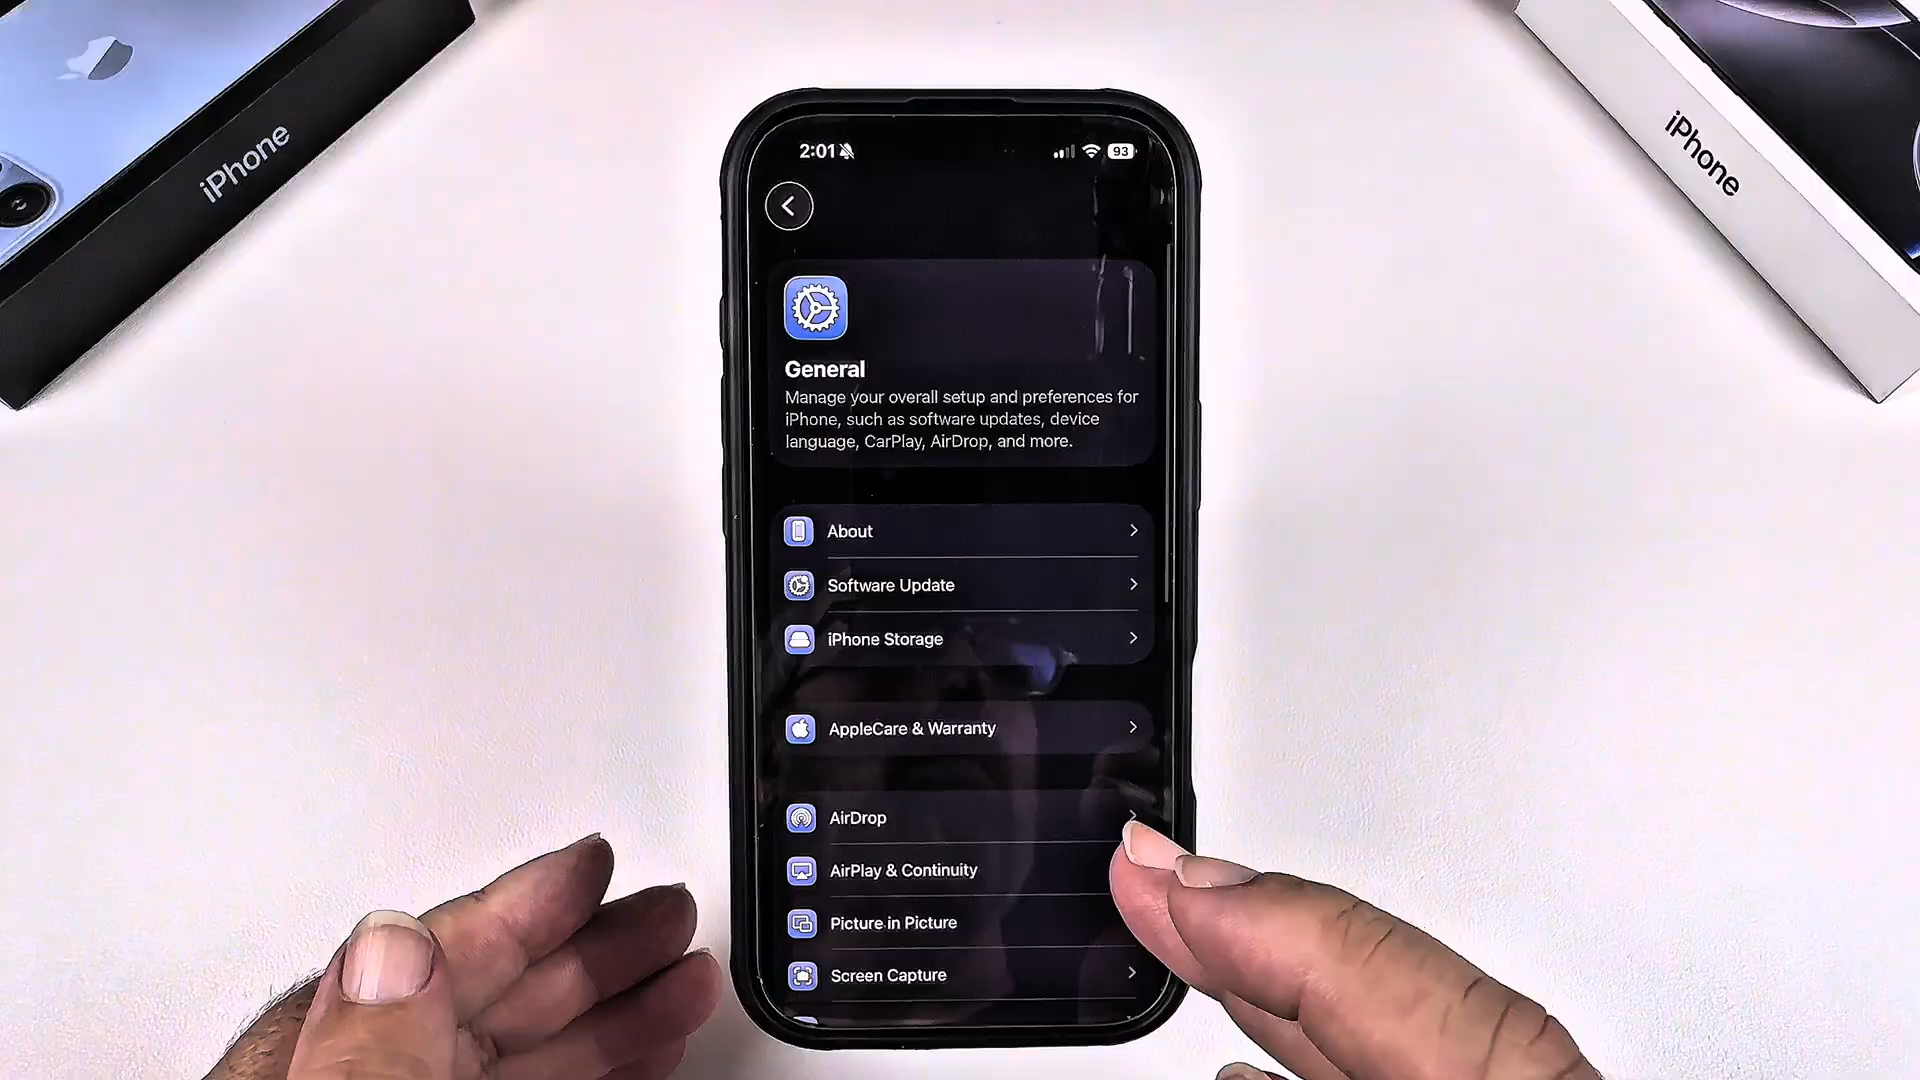 iPhone
iPhone
2:01
93
General
Manage your overall setup and preferences for
iPhone, such as software updates, device
language, CarPlay, AirDrop, and more.
About
Software Update
iPhone Storage
AppleCare & Warranty
AirDrop
AirPlay & Continuity
Picture in Picture
Screen Capture